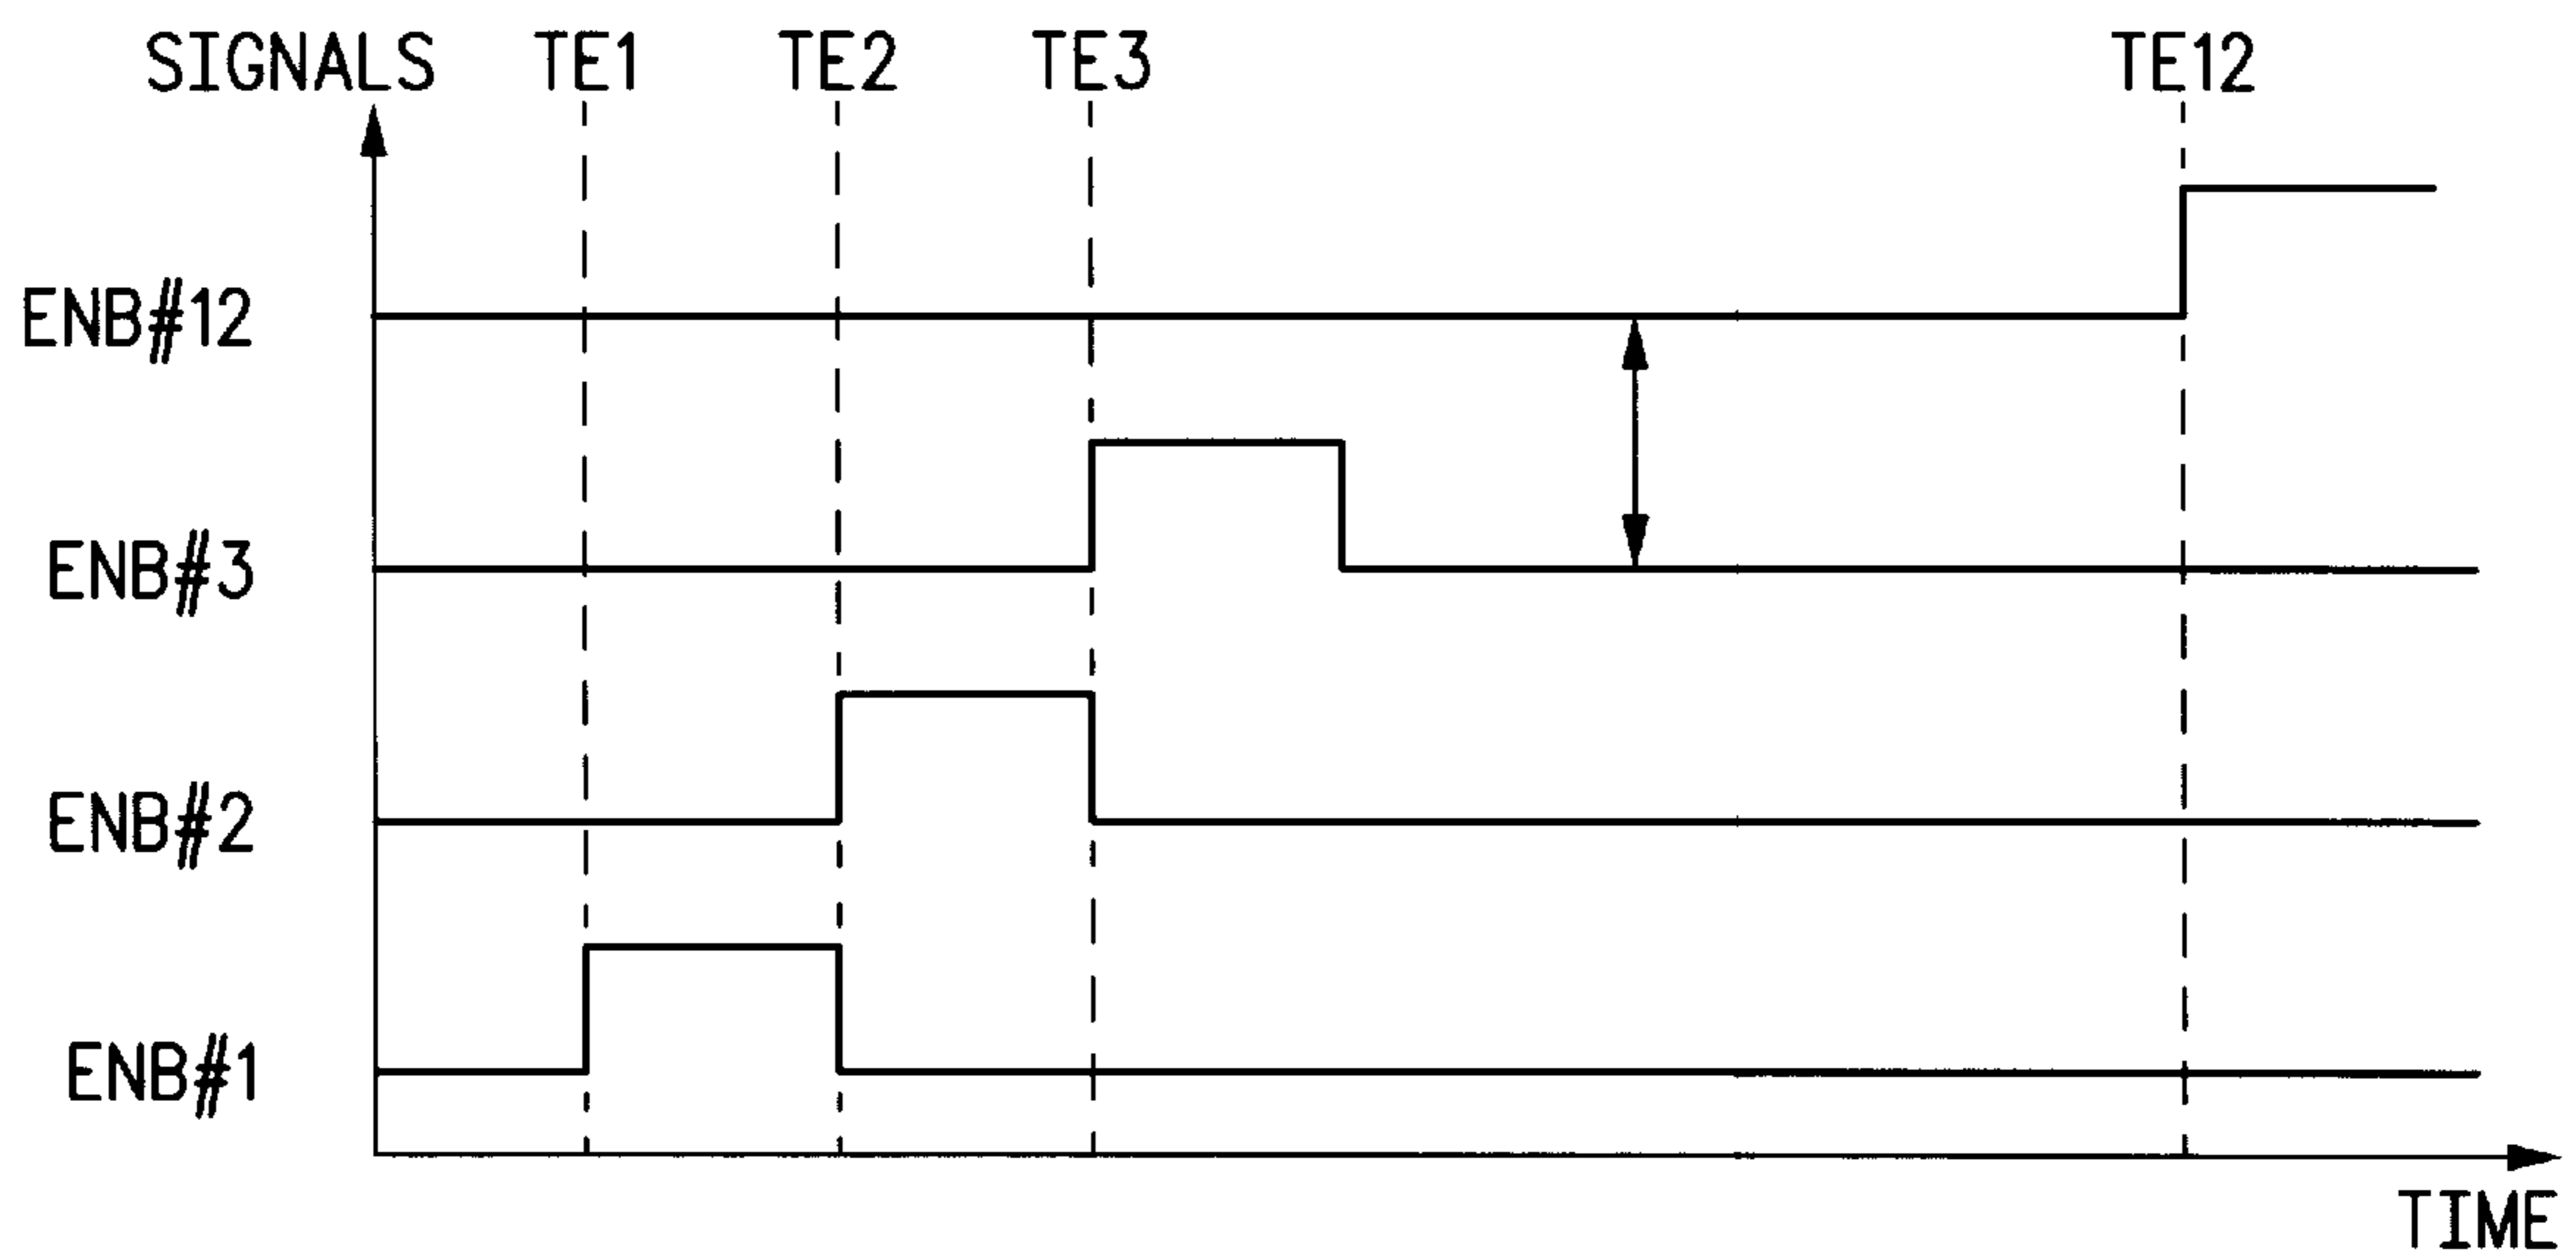 SIGNALS TE1 TE2 TE3 TE12
ENB#12
ENB#3
ENB#2
ENB#1
TIME